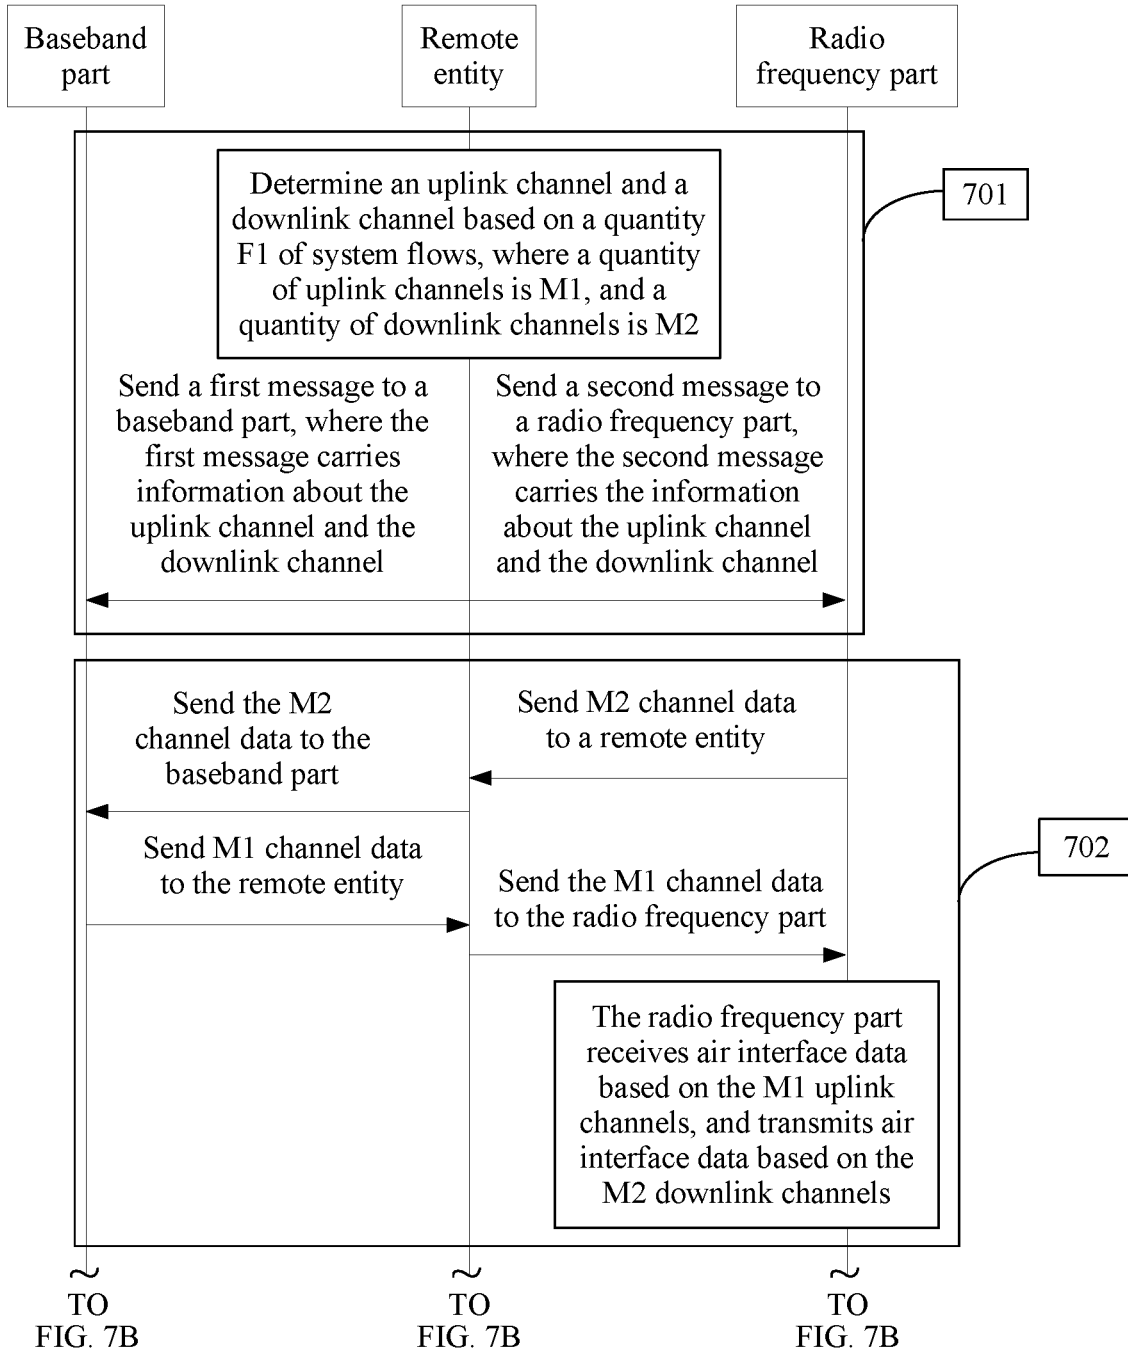 Baseband
part
Remote
entity
Radio
frequency part
Determine an uplink channel and a
downlink channel based on a quantity
F1 of system flows, where a quantity
of uplink channels is M1, and a
quantity of downlink channels is M2
701
Send a first message to a
baseband part, where the
first message carries
information about the
uplink channel and the
downlink channel
Send a second message to
a radio frequency part,
where the second message
carries the information
about the uplink channel
and the downlink channel
Send the M2
channel data to the
baseband part
Send M2 channel data
to a remote entity
Send M1 channel data
to the remote entity
Send the M1 channel data
to the radio frequency part
702
The radio frequency part
receives air interface data
based on the M1 uplink
channels, and transmits air
interface data based on the
M2 downlink channels
TO
FIG. 7B
TO
FIG. 7B
TO
FIG. 7B